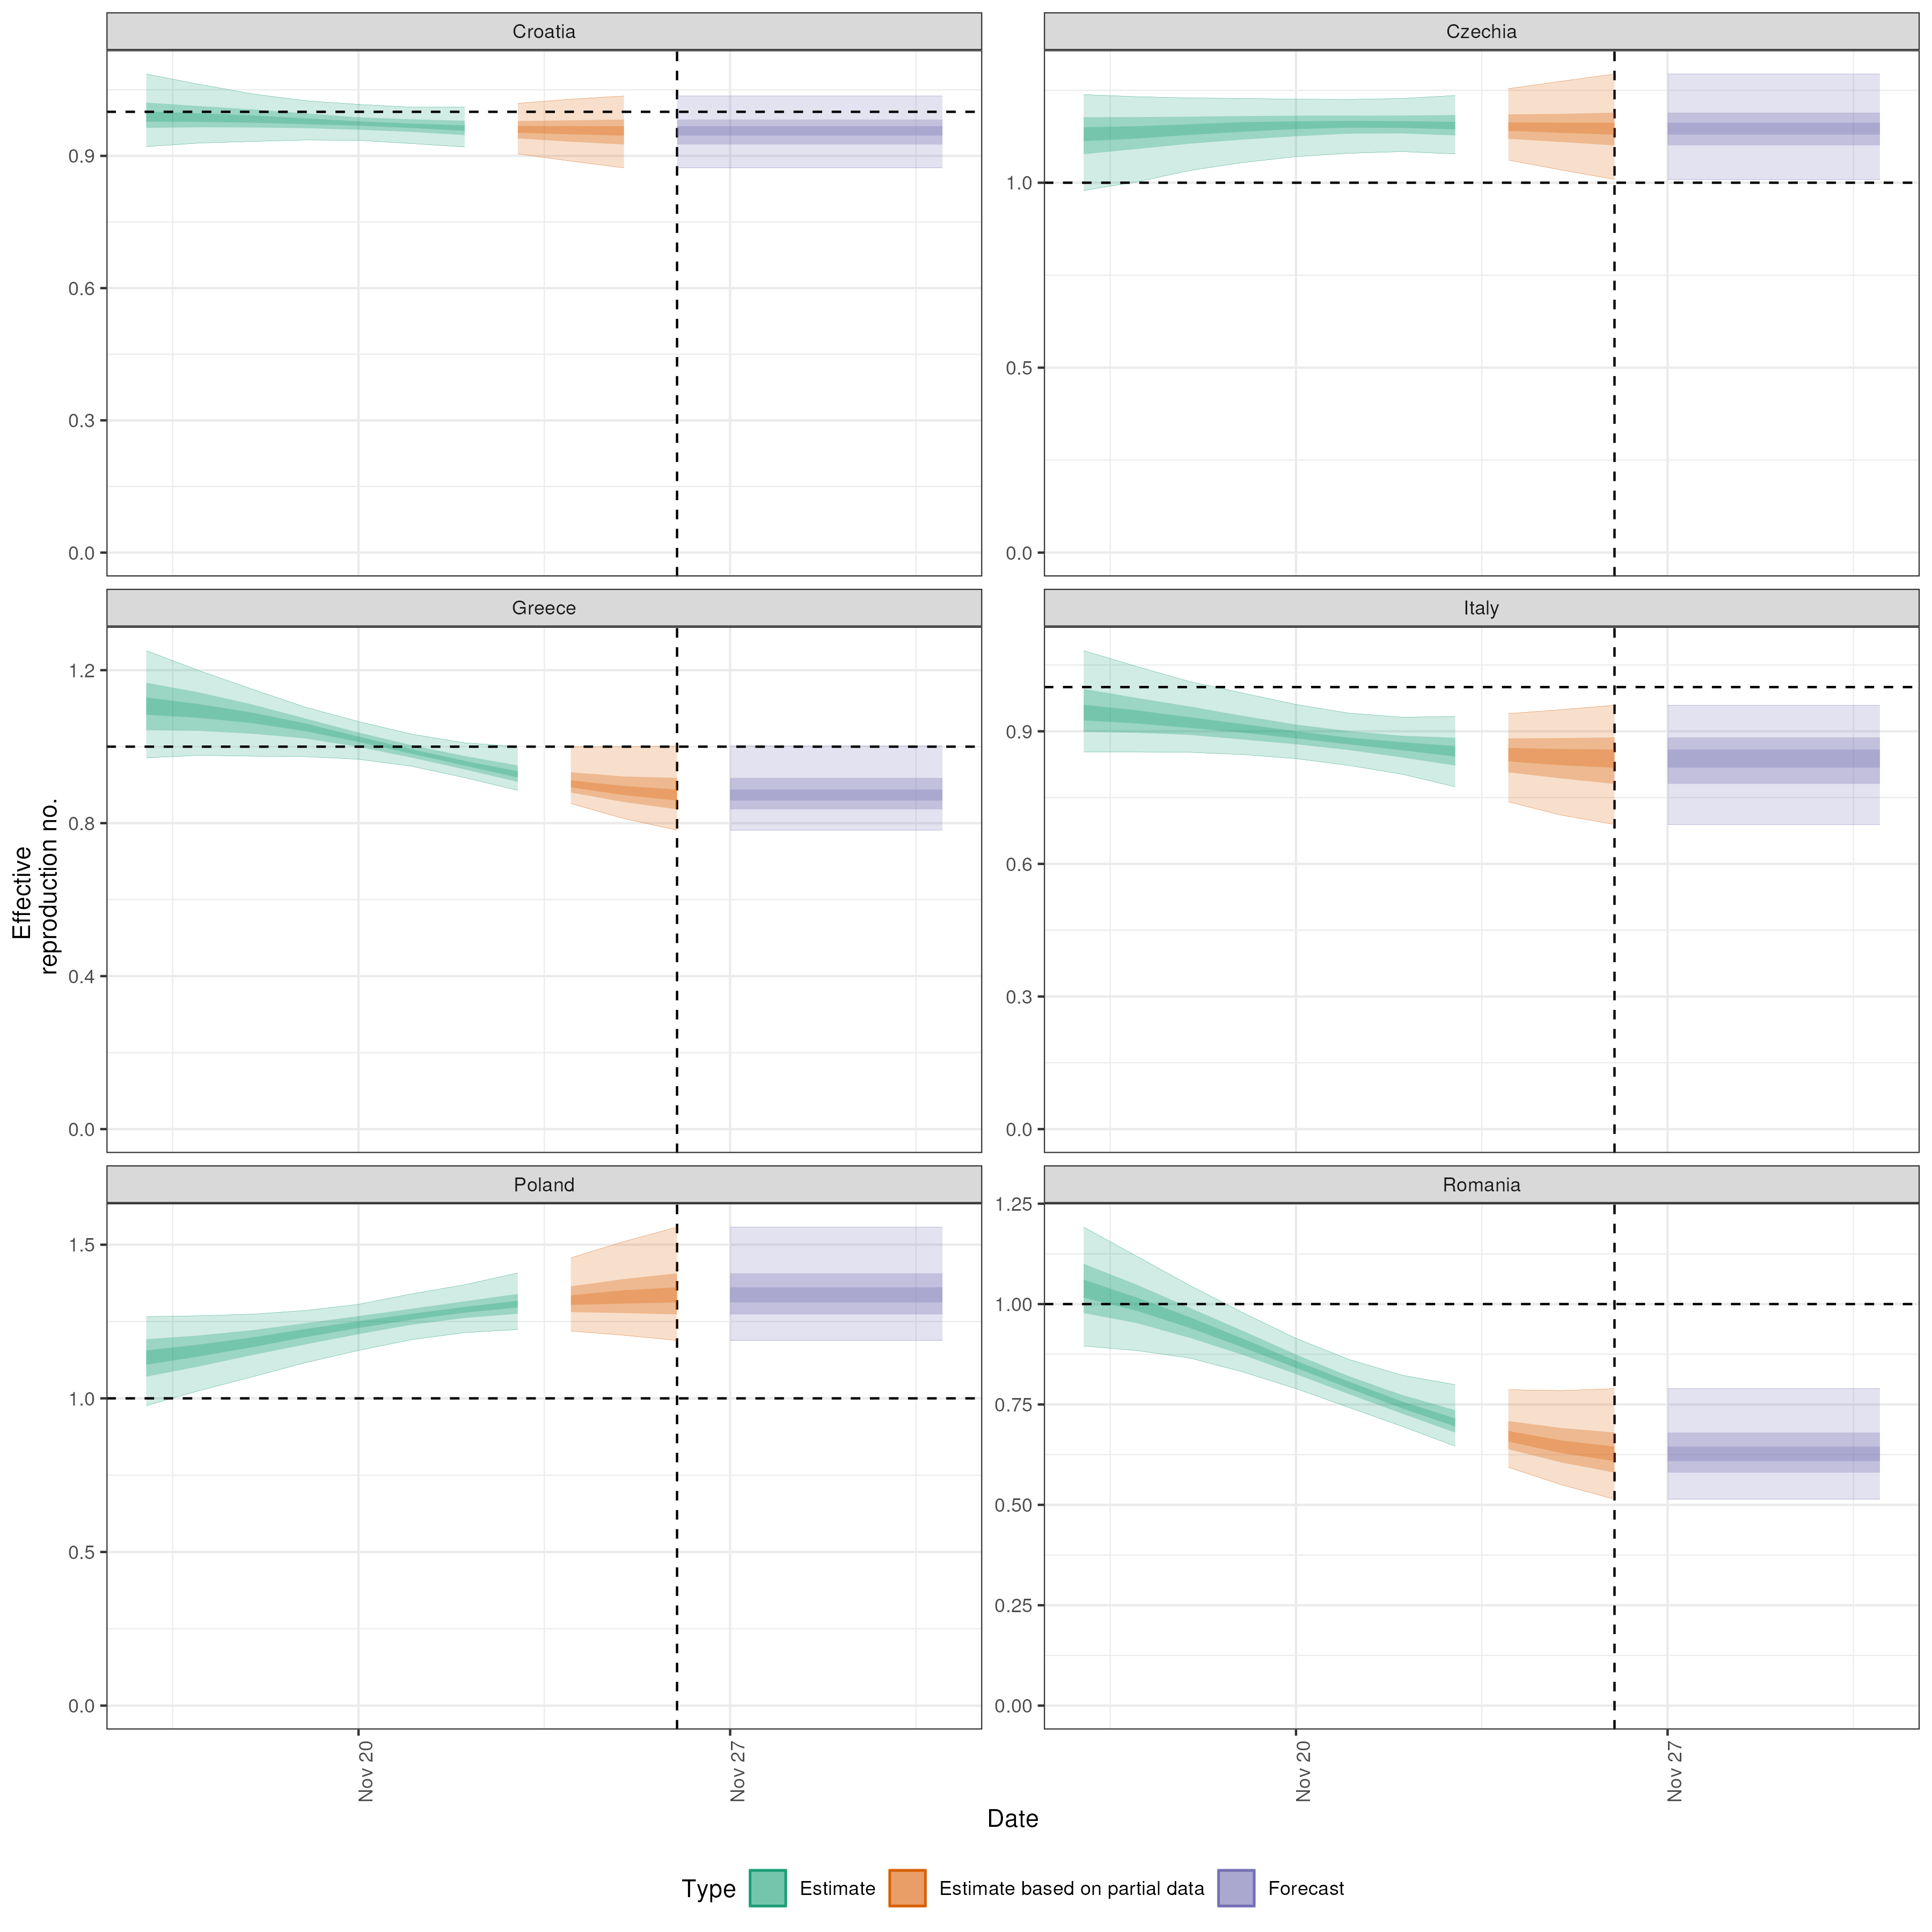 Croatia
Czechia
0.9
0.6
0.3
0.0
1.0
0.5
0.0
Greece
Italy
1.2
0.8
0.4
0.0
0.9
0.6
0.3
0.0
Poland
Romania
1.5
1.0
0.5
0.0
1.25
1.00
0.75
0.50
0.25
0.00
Effective
reproduction no.
Nov 20
Nov 27
Nov 20
Nov 27
Date
Type Estimate Estimate based on partial data Forecast